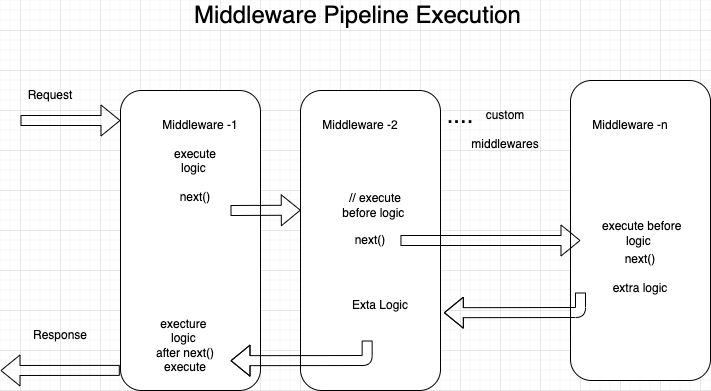 Middleware Pipeline Execution
Request
Middleware -1
execute
logic
next()
execture
logic
after next()
execute
Response
Middleware -2
// execute
before logic
next()
Exta Logic
.... custom
middlewares
Middleware -n
execute before
logic
next()
extra logic